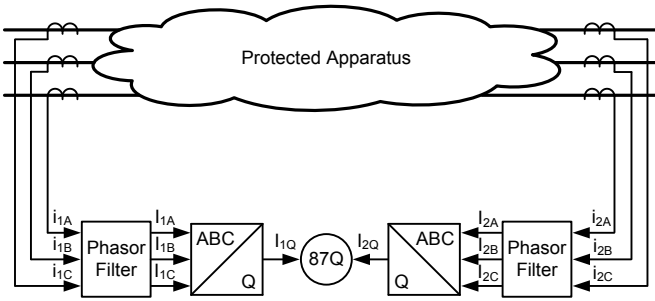 Protected Apparatus
i1A
i1B
i1C
Phasor
Filter
I1A
I1B
I1C
ABC
Q
I1Q
87Q
I2Q
ABC
Q
I2A
I2B
I2C
Phasor
Filter
i2A
i2B
i2C